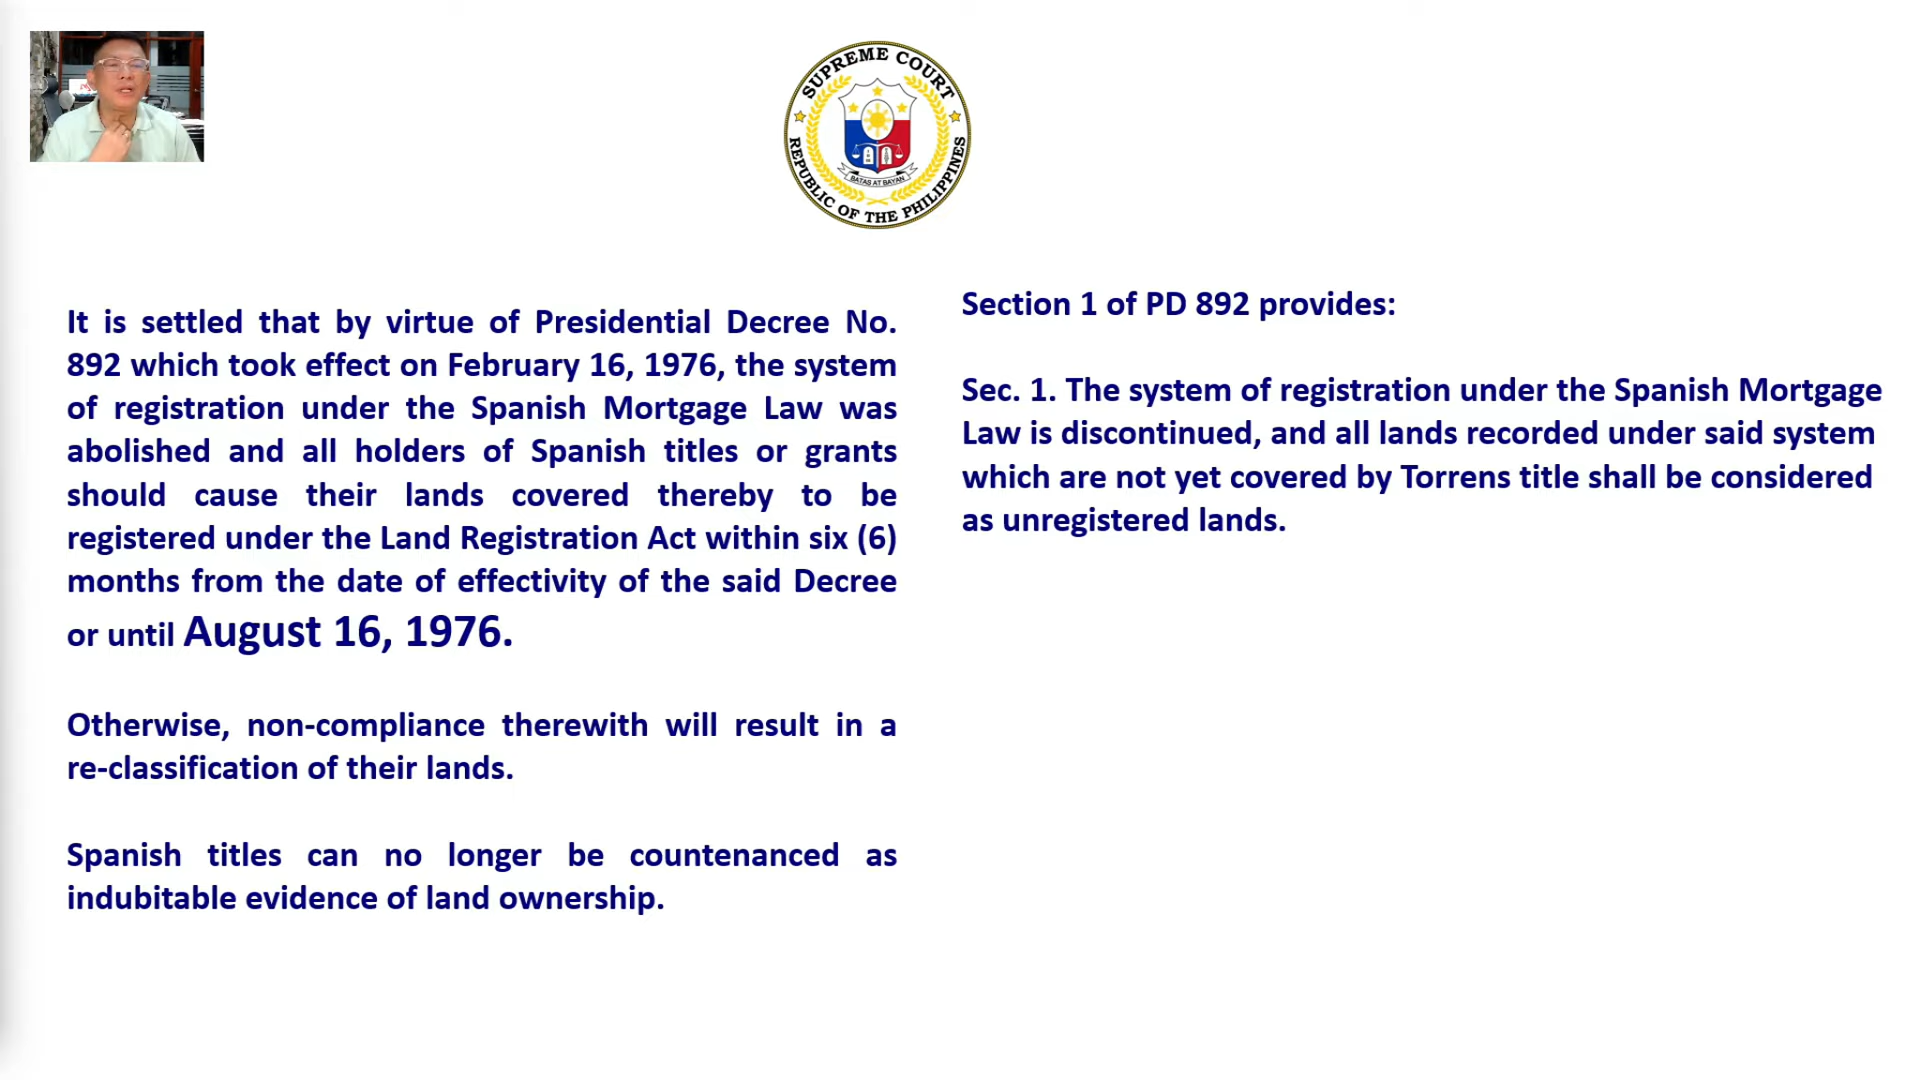 SUPREME COURT
REPUBLIC OF THE PHILIPPINES
BATAS AT BAYAN
It is settled that by virtue of Presidential Decree No.
892 which took effect on February 16, 1976, the system
of registration under the Spanish Mortgage Law was
abolished and all holders of Spanish titles or grants
should cause their lands covered thereby to be
registered under the Land Registration Act within six (6)
months from the date of effectivity of the said Decree
or until August 16, 1976.
Otherwise, non-compliance therewith will result in a
re-classification of their lands.
Spanish titles can no longer be countenanced as
indubitable evidence of land ownership.
Section 1 of PD 892 provides:
Sec. 1. The system of registration under the Spanish Mortgage
Law is discontinued, and all lands recorded under said system
which are not yet covered by Torrens title shall be considered
as unregistered lands.